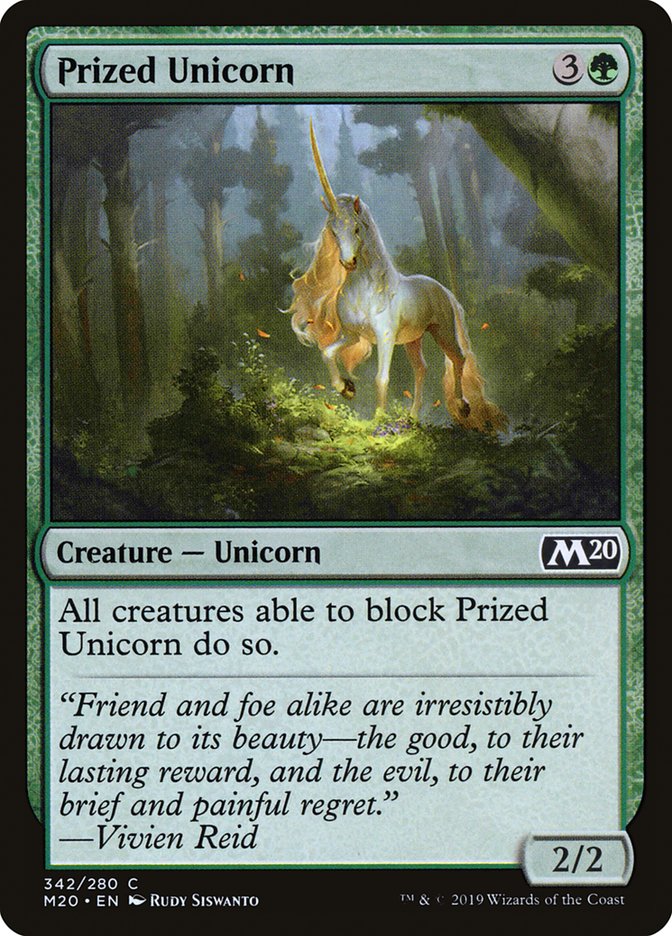 Prized Unicorn 3
Creature — Unicorn M20
All creatures able to block Prized
Unicorn do so.
“Friend and foe alike are irresistibly
drawn to its beauty—the good, to their
lasting reward, and the evil, to their
brief and painful regret.”
—Vivien Reid
2/2
342/280 C
M20 • EN Rudy Siswanto
™ & © 2019 Wizards of the Coast